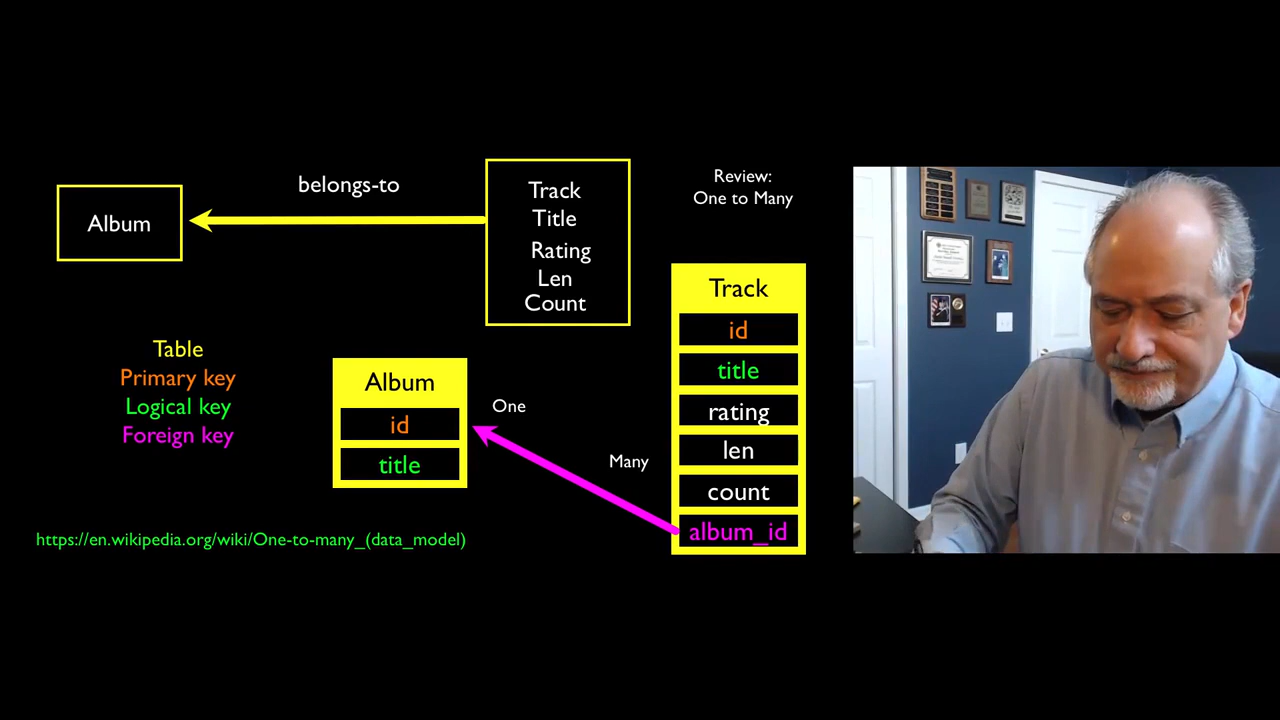 Review:
One to Many
belongs-to
Album
Track
Title
Rating
Len
Count
Table
Primary key
Logical key
Foreign key
Album
id
title
One
Many
Track
id
title
rating
len
count
album_id
https://en.wikipedia.org/wiki/One-to-many_(data_model)